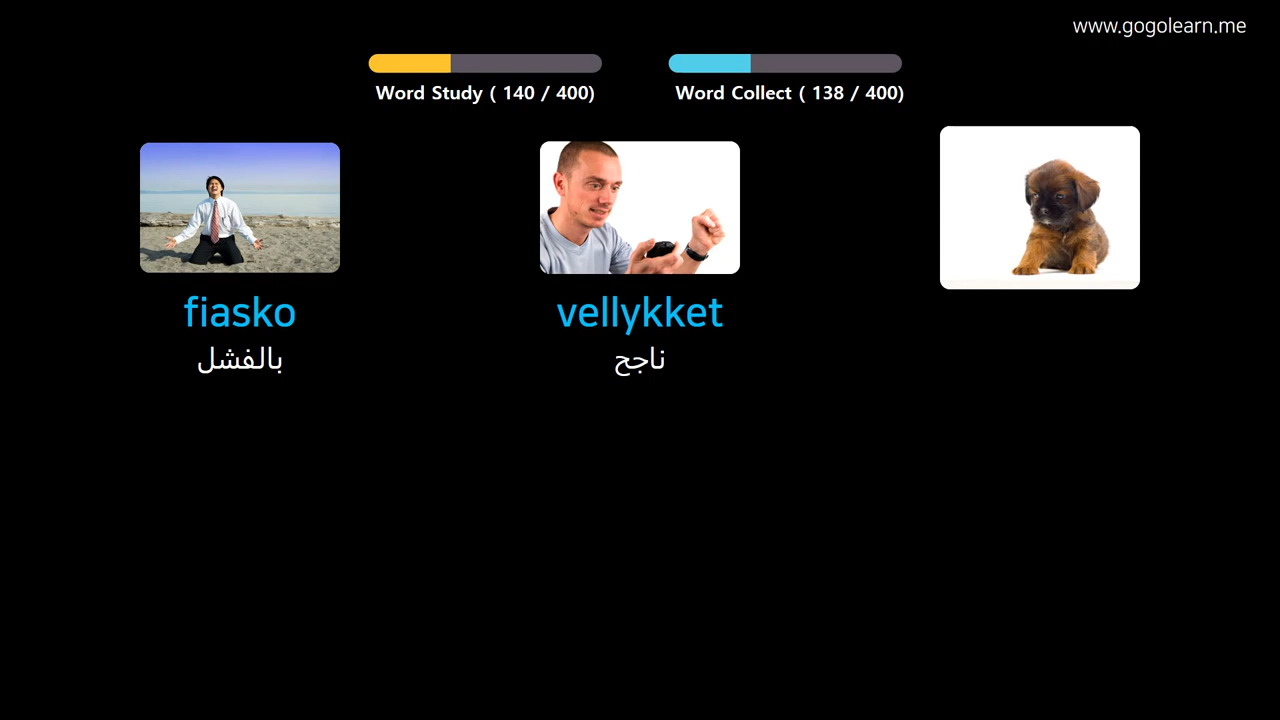 www.gogolearn.me
Word Study ( 140 / 400)
Word Collect ( 138 / 400)
fiasko
vellykket
بالفشل
ناجح